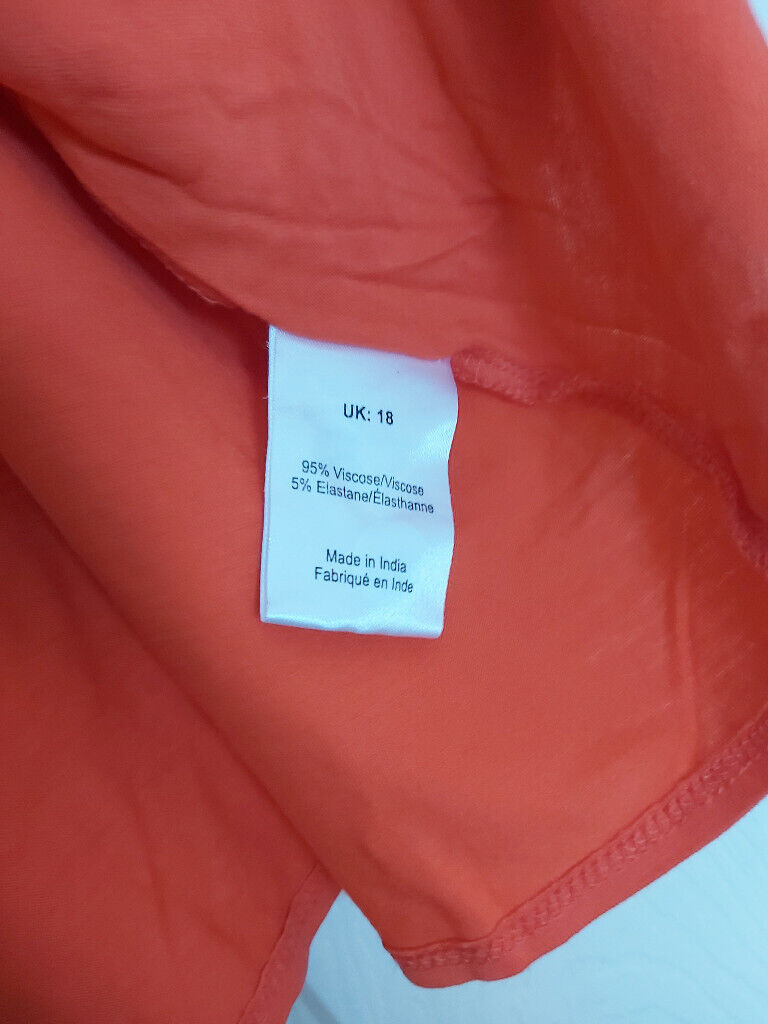 UK: 18
95% Viscose/Viscose
5% Elastane/Élasthanne
Made in India
Fabriqué en Inde